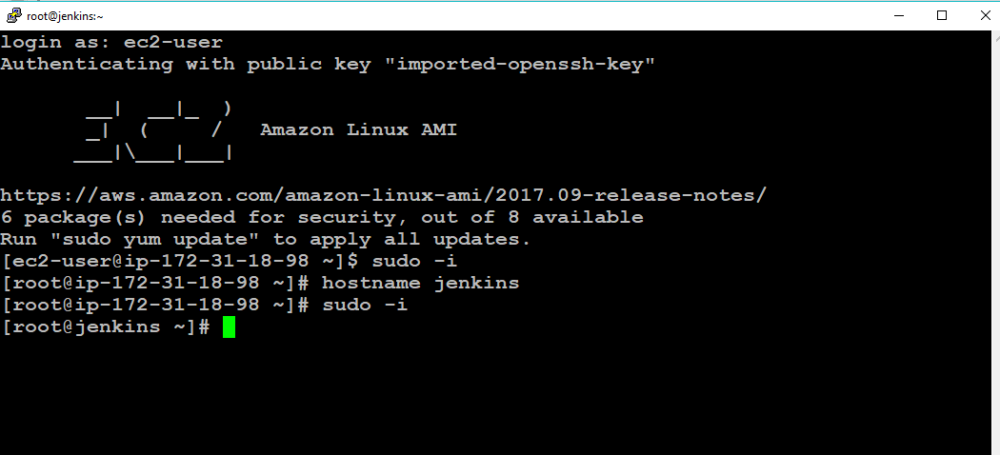 root@jenkins:~
login as: ec2-user
Authenticating with public key "imported-openssh-key"
       __|  __|_  )
       _|  (     /   Amazon Linux AMI
      ___|\___|___|
https://aws.amazon.com/amazon-linux-ami/2017.09-release-notes/
6 package(s) needed for security, out of 8 available
Run "sudo yum update" to apply all updates.
[ec2-user@ip-172-31-18-98 ~]$ sudo -i
[root@ip-172-31-18-98 ~]# hostname jenkins
[root@ip-172-31-18-98 ~]# sudo -i
[root@jenkins ~]#